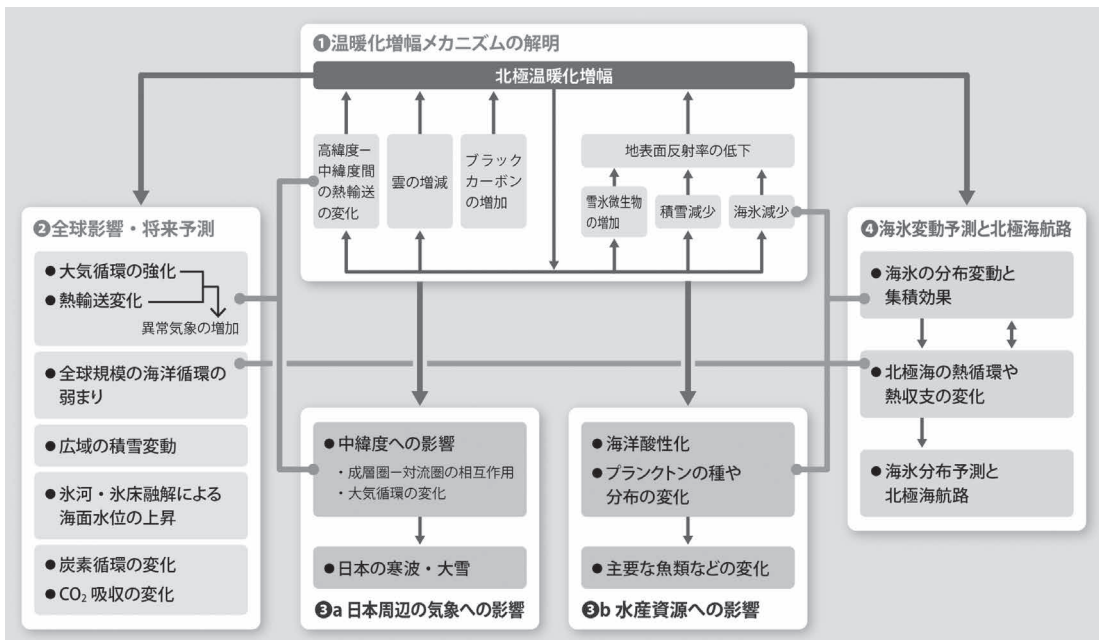 ❶温暖化増幅メカニズムの解明
北極温暖化増幅
高緯度ー
中緯度間
の熱輸送
の変化
雲の増減
ブラック
カーボン
の増加
地表面反射率の低下
雪氷微生物
の増加
積雪減少
海氷減少
❷全球影響・将来予測
● 大気循環の強化
● 熱輸送変化
異常気象の増加
● 全球規模の海洋循環の
弱まり
● 広域の積雪変動
● 氷河・氷床融解による
海面水位の上昇
● 炭素循環の変化
● CO₂ 吸収の変化
● 中緯度への影響
・成層圏ー対流圏の相互作用
・大気循環の変化
● 日本の寒波・大雪
❸a 日本周辺の気象への影響
● 海洋酸性化
● プランクトンの種や
分布の変化
● 主要な魚類などの変化
❸b 水産資源への影響
❹海氷変動予測と北極海航路
● 海氷の分布変動と
集積効果
● 北極海の熱循環や
熱収支の変化
● 海氷分布予測と
北極海航路